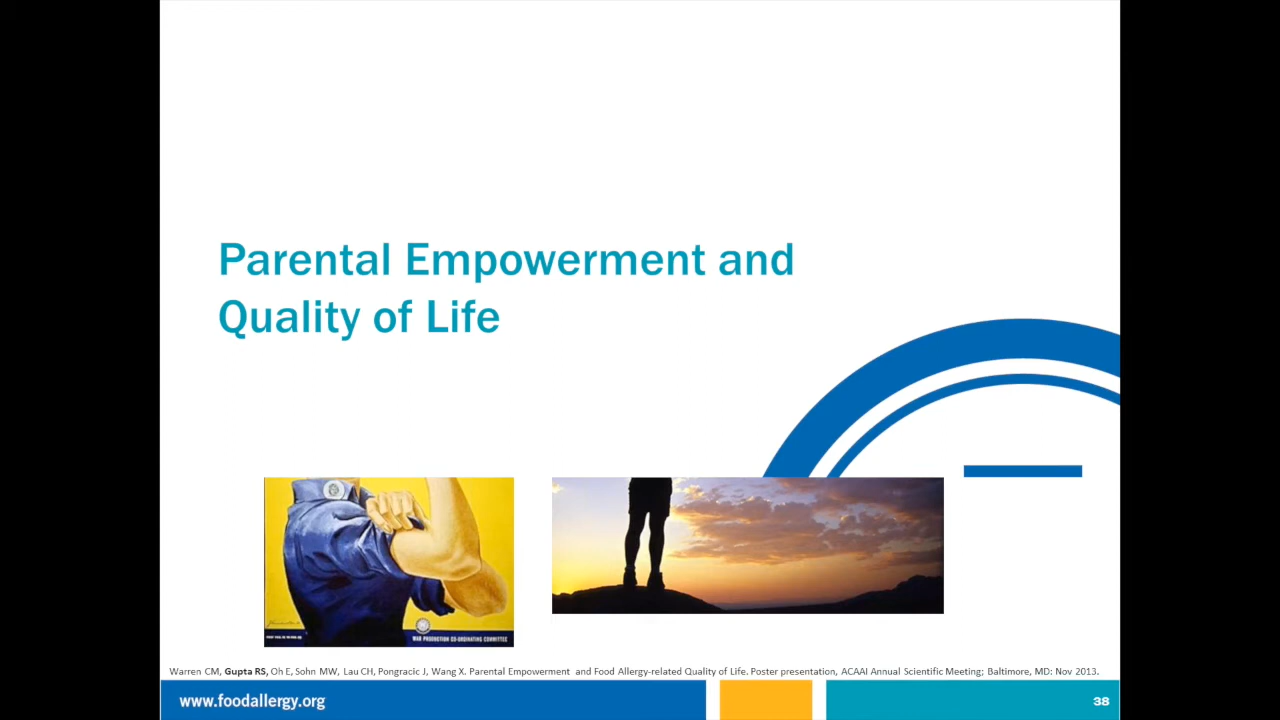 Parental Empowerment and
Quality of Life
WAR PRODUCTION CO-ORDINATING COMMITTEE
Warren CM, Gupta RS, Oh E, Sohn MW, Lau CH, Pongracic J, Wang X. Parental Empowerment and Food Allergy-related Quality of Life. Poster presentation, ACAAI Annual Scientific Meeting; Baltimore, MD: Nov 2013.
www.foodallergy.org
38